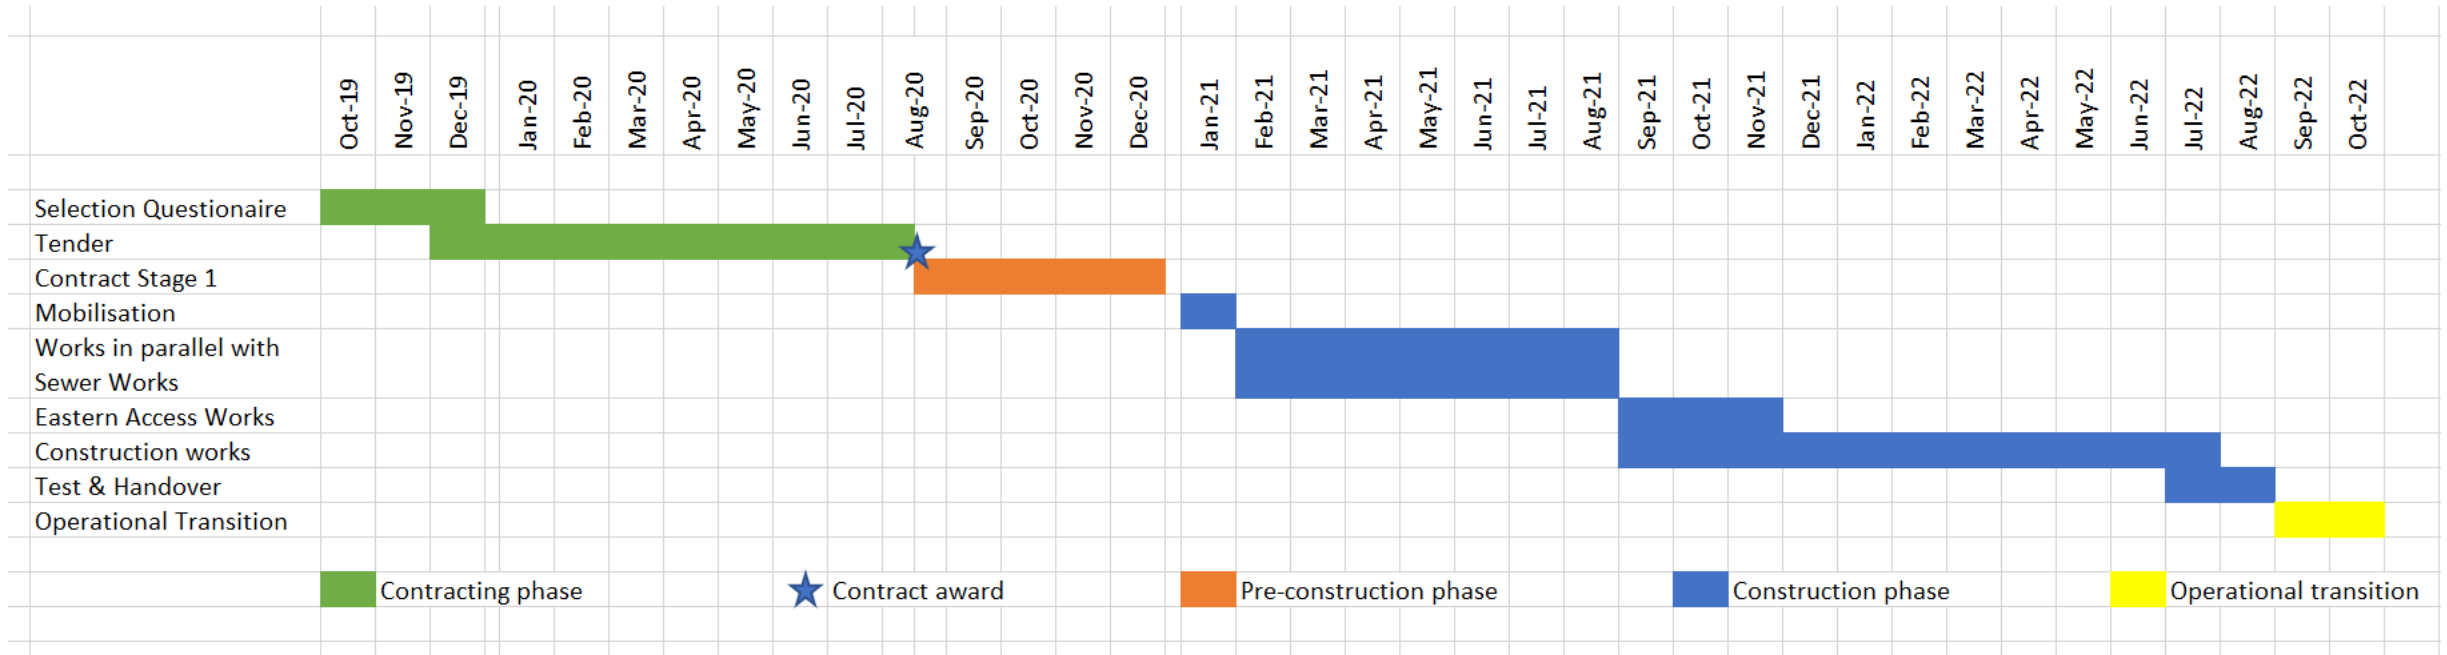 Oct-19 Nov-19 Dec-19 Jan-20 Feb-20 Mar-20 Apr-20 May-20 Jun-20 Jul-20 Aug-20 Sep-20 Oct-20 Nov-20 Dec-20 Jan-21 Feb-21 Mar-21 Apr-21 May-21 Jun-21 Jul-21 Aug-21 Sep-21 Oct-21 Nov-21 Dec-21 Jan-22 Feb-22 Mar-22 Apr-22 May-22 Jun-22 Jul-22 Aug-22 Sep-22 Oct-22
Selection Questionaire
Tender
Contract Stage 1
Mobilisation
Works in parallel with
Sewer Works
Eastern Access Works
Construction works
Test & Handover
Operational Transition
Contracting phase Contract award Pre-construction phase Construction phase Operational transition